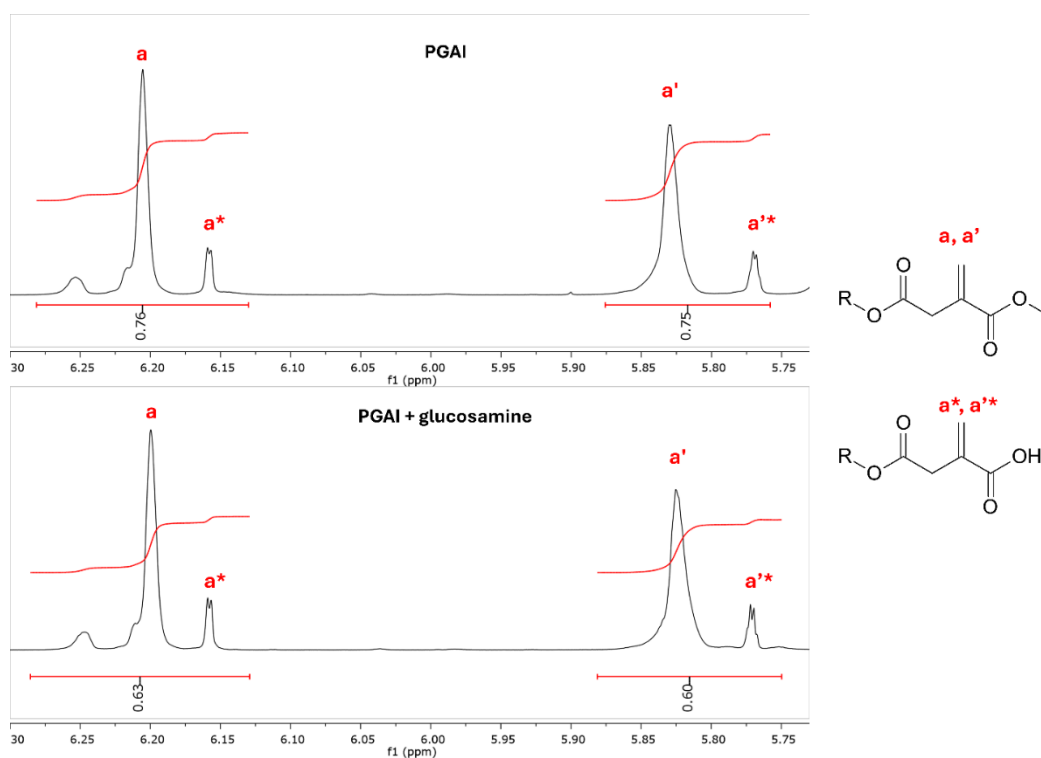 PGAI
a
a'
a*
a'*
0.76
0.75
30 6.25 6.20 6.15 6.10 6.05 6.00 5.95 5.90 5.85 5.80 5.75
f1 (ppm)
PGAI + glucosamine
a
a'
a*
a'*
0.63
0.60
30 6.25 6.20 6.15 6.10 6.05 6.00 5.95 5.90 5.85 5.80 5.75
f1 (ppm)
a, a'
O
R O O
O
a*, a'*
O
R O OH
O